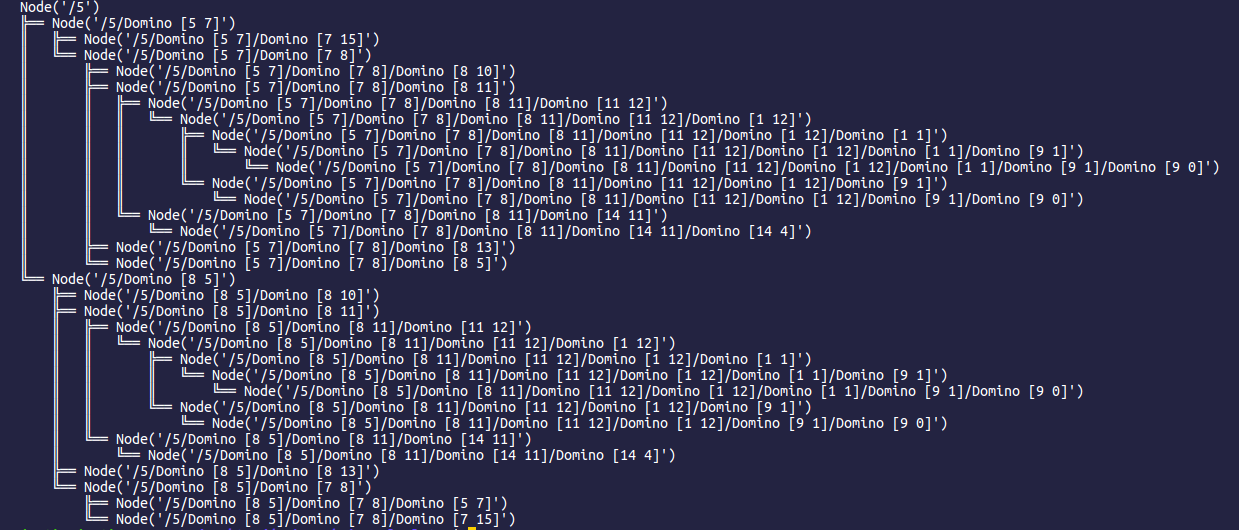 Node('/5')
╠══ Node('/5/Domino [5 7]')
║   ╠══ Node('/5/Domino [5 7]/Domino [7 15]')
║   ╚══ Node('/5/Domino [5 7]/Domino [7 8]')
║       ╠══ Node('/5/Domino [5 7]/Domino [7 8]/Domino [8 10]')
║       ╠══ Node('/5/Domino [5 7]/Domino [7 8]/Domino [8 11]')
║       ║   ╠══ Node('/5/Domino [5 7]/Domino [7 8]/Domino [8 11]/Domino [11 12]')
║       ║   ║   ╚══ Node('/5/Domino [5 7]/Domino [7 8]/Domino [8 11]/Domino [11 12]/Domino [1 12]')
║       ║   ║       ╠══ Node('/5/Domino [5 7]/Domino [7 8]/Domino [8 11]/Domino [11 12]/Domino [1 12]/Domino [1 1]')
║       ║   ║       ║   ╚══ Node('/5/Domino [5 7]/Domino [7 8]/Domino [8 11]/Domino [11 12]/Domino [1 12]/Domino [1 1]/Domino [9 1]')
║       ║   ║       ║       ╚══ Node('/5/Domino [5 7]/Domino [7 8]/Domino [8 11]/Domino [11 12]/Domino [1 12]/Domino [1 1]/Domino [9 1]/Domino [9 0]')
║       ║   ║       ╚══ Node('/5/Domino [5 7]/Domino [7 8]/Domino [8 11]/Domino [11 12]/Domino [1 12]/Domino [9 1]')
║       ║   ║           ╚══ Node('/5/Domino [5 7]/Domino [7 8]/Domino [8 11]/Domino [11 12]/Domino [1 12]/Domino [9 1]/Domino [9 0]')
║       ║   ╚══ Node('/5/Domino [5 7]/Domino [7 8]/Domino [8 11]/Domino [14 11]')
║       ║       ╚══ Node('/5/Domino [5 7]/Domino [7 8]/Domino [8 11]/Domino [14 11]/Domino [14 4]')
║       ╠══ Node('/5/Domino [5 7]/Domino [7 8]/Domino [8 13]')
║       ╚══ Node('/5/Domino [5 7]/Domino [7 8]/Domino [8 5]')
╚══ Node('/5/Domino [8 5]')
    ╠══ Node('/5/Domino [8 5]/Domino [8 10]')
    ╠══ Node('/5/Domino [8 5]/Domino [8 11]')
    ║   ╠══ Node('/5/Domino [8 5]/Domino [8 11]/Domino [11 12]')
    ║   ║   ╚══ Node('/5/Domino [8 5]/Domino [8 11]/Domino [11 12]/Domino [1 12]')
    ║   ║       ╠══ Node('/5/Domino [8 5]/Domino [8 11]/Domino [11 12]/Domino [1 12]/Domino [1 1]')
    ║   ║       ║   ╚══ Node('/5/Domino [8 5]/Domino [8 11]/Domino [11 12]/Domino [1 12]/Domino [1 1]/Domino [9 1]')
    ║   ║       ║       ╚══ Node('/5/Domino [8 5]/Domino [8 11]/Domino [11 12]/Domino [1 12]/Domino [1 1]/Domino [9 1]/Domino [9 0]')
    ║   ║       ╚══ Node('/5/Domino [8 5]/Domino [8 11]/Domino [11 12]/Domino [1 12]/Domino [9 1]')
    ║   ║           ╚══ Node('/5/Domino [8 5]/Domino [8 11]/Domino [11 12]/Domino [1 12]/Domino [9 1]/Domino [9 0]')
    ║   ╚══ Node('/5/Domino [8 5]/Domino [8 11]/Domino [14 11]')
    ║       ╚══ Node('/5/Domino [8 5]/Domino [8 11]/Domino [14 11]/Domino [14 4]')
    ╠══ Node('/5/Domino [8 5]/Domino [8 13]')
    ╚══ Node('/5/Domino [8 5]/Domino [7 8]')
        ╠══ Node('/5/Domino [8 5]/Domino [7 8]/Domino [5 7]')
        ╚══ Node('/5/Domino [8 5]/Domino [7 8]/Domino [7 15]')